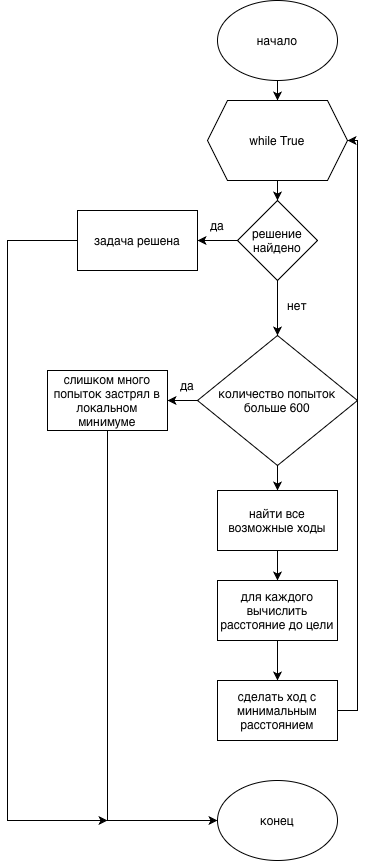 начало
while True
решение
найдено
да
задача решена
нет
количество попыток
больше 600
да
слишком много
попыток застрял в
локальном
минимуме
найти все
возможные ходы
для каждого
вычислить
расстояние до цели
сделать ход с
минимальным
расстоянием
конец